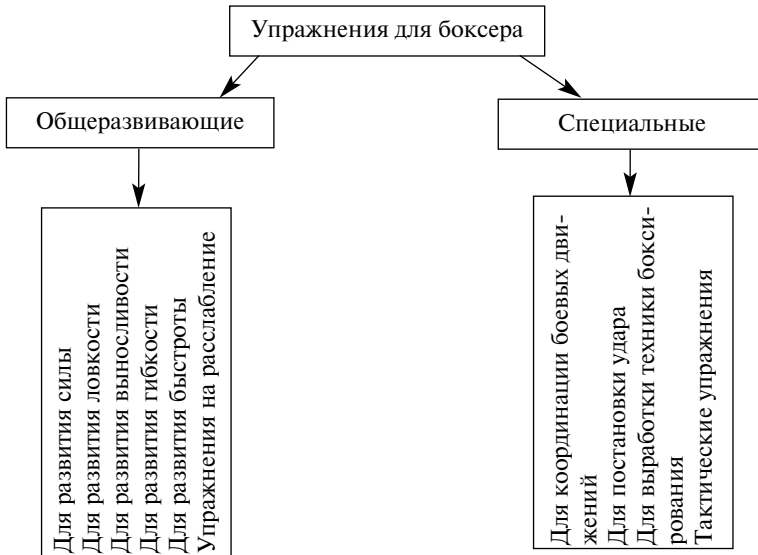 Упражнения для боксера
Общеразвивающие
Специальные
Для развития силы
Для развития ловкости
Для развития выносливости
Для развития гибкости
Для развития быстроты
Упражнения на расслабление
Для координации боевых дви-
жений
Для постановки удара
Для выработки техники бокси-
рования
Тактические упражнения